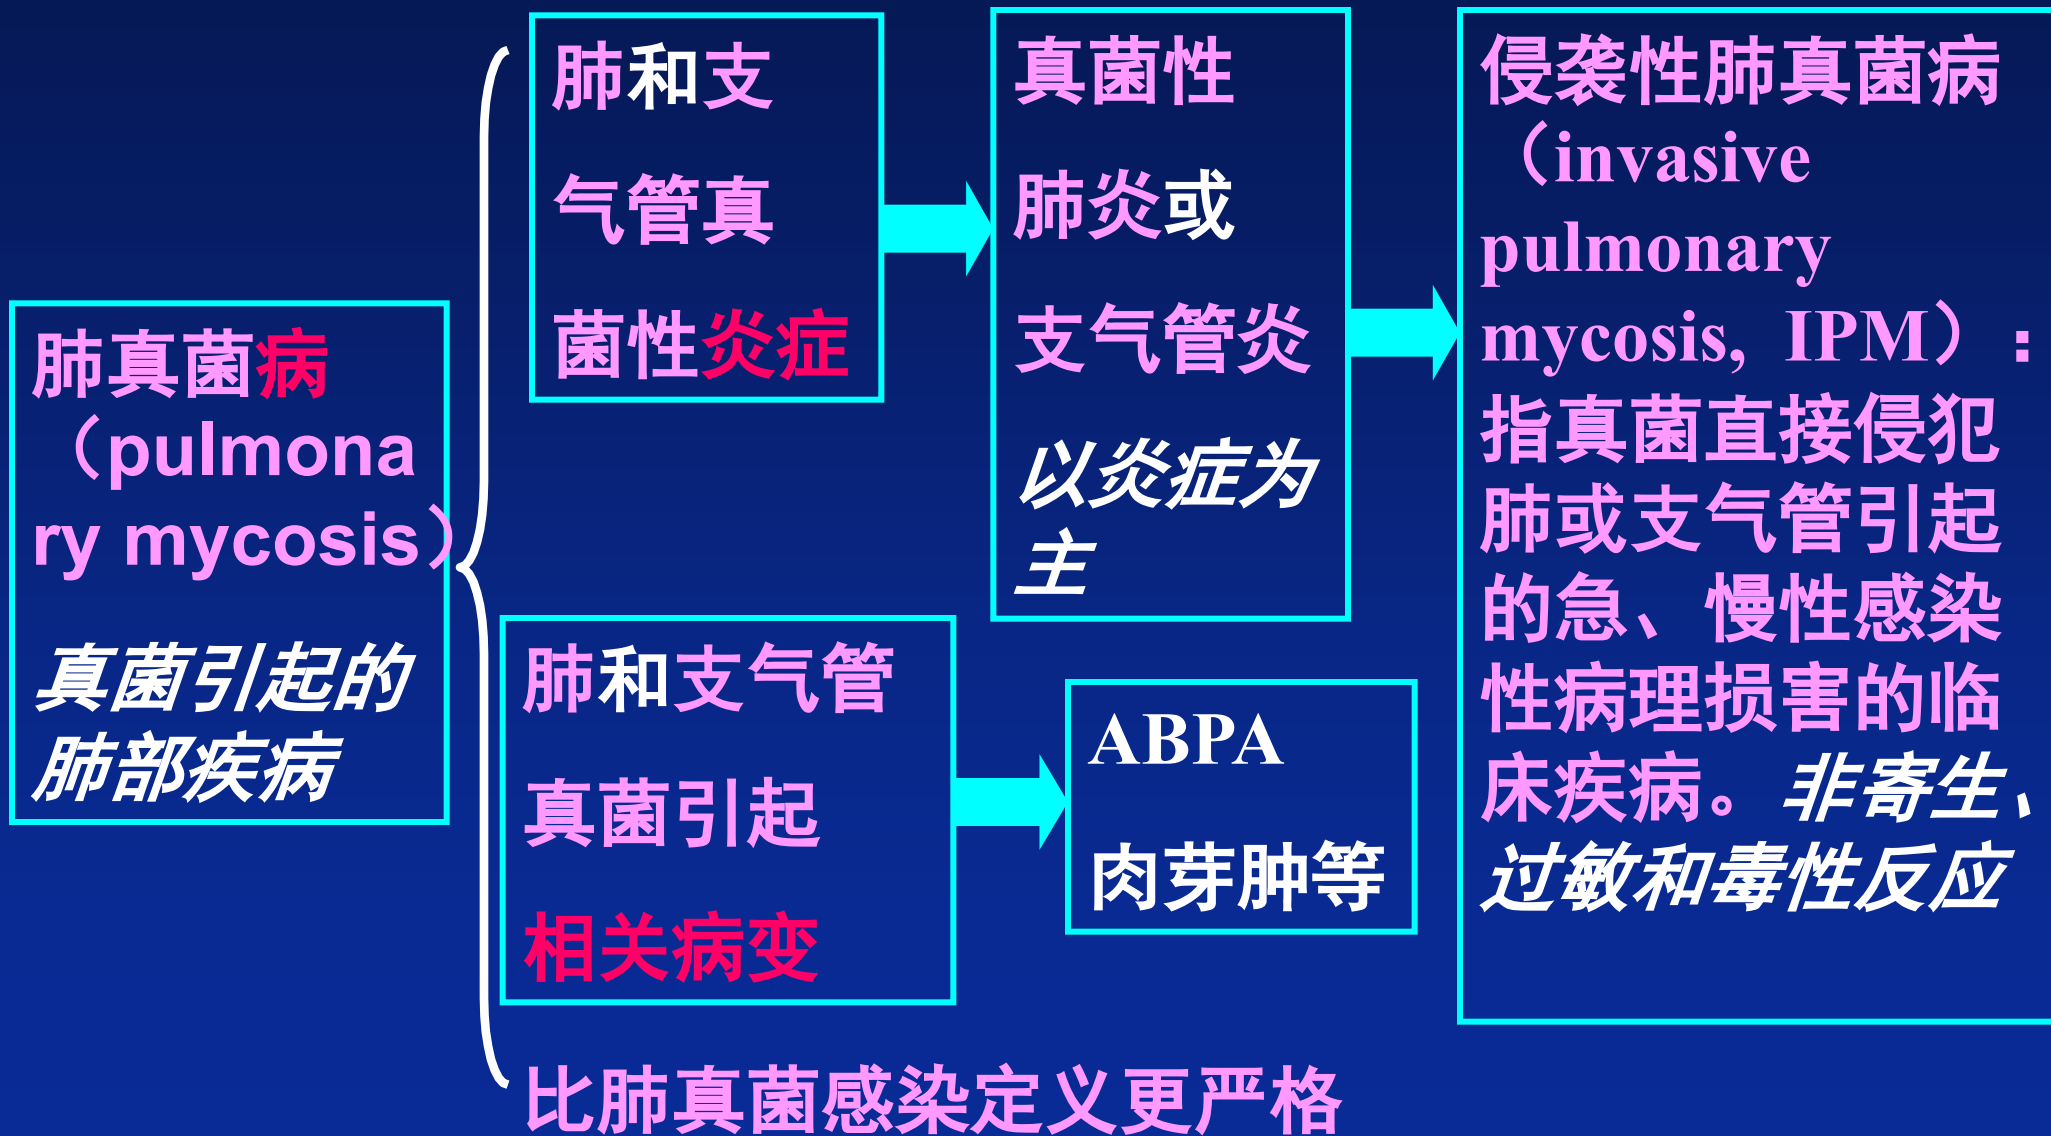 肺真菌病
（pulmona
ry mycosis）
真菌引起的
肺部疾病
肺和支
气管真
菌性炎症
真菌性
肺炎或
支气管炎
以炎症为
主
侵袭性肺真菌病
（invasive
pulmonary
mycosis, IPM）：
指真菌直接侵犯
肺或支气管引起
的急、慢性感染
性病理损害的临
床疾病。非寄生、
过敏和毒性反应
肺和支气管
真菌引起
相关病变
ABPA
肉芽肿等
比肺真菌感染定义更严格